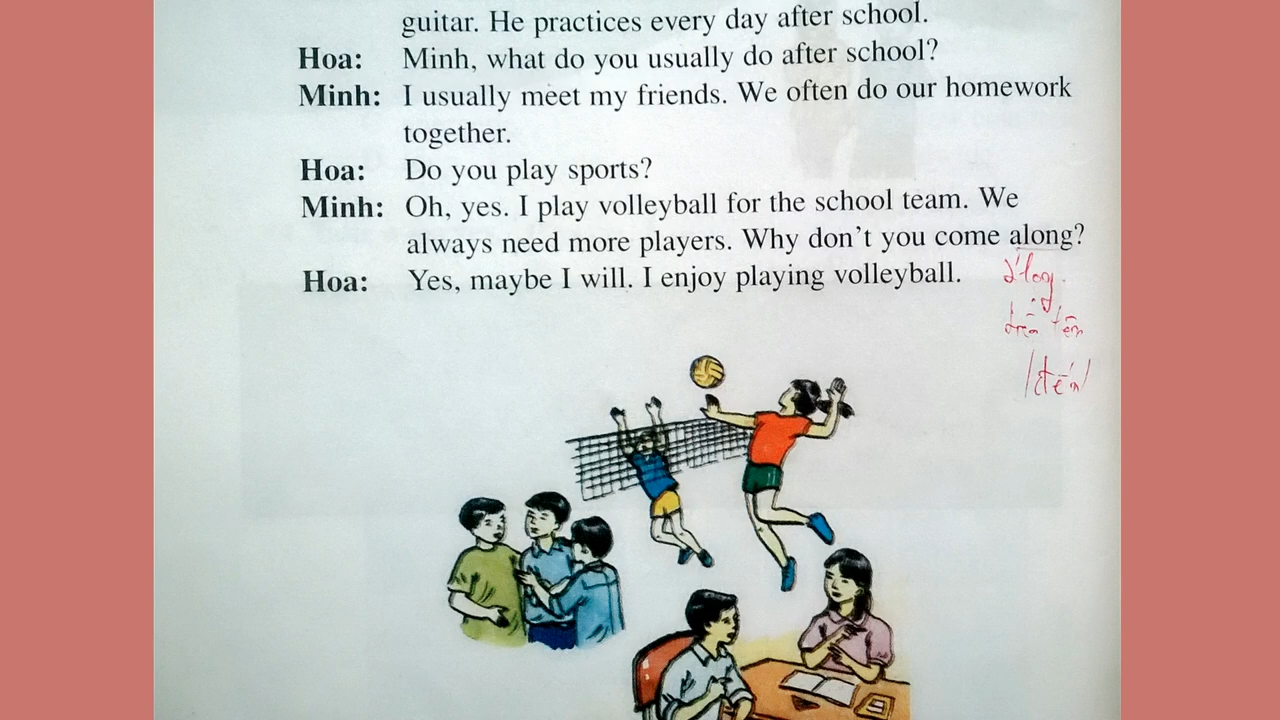 guitar. He practices every day after school.
Hoa: Minh, what do you usually do after school?
Minh: I usually meet my friends. We often do our homework
together.
Hoa: Do you play sports?
Minh: Oh, yes. I play volleyball for the school team. We
always need more players. Why don't you come along?
Hoa: Yes, maybe I will. I enjoy playing volleyball.